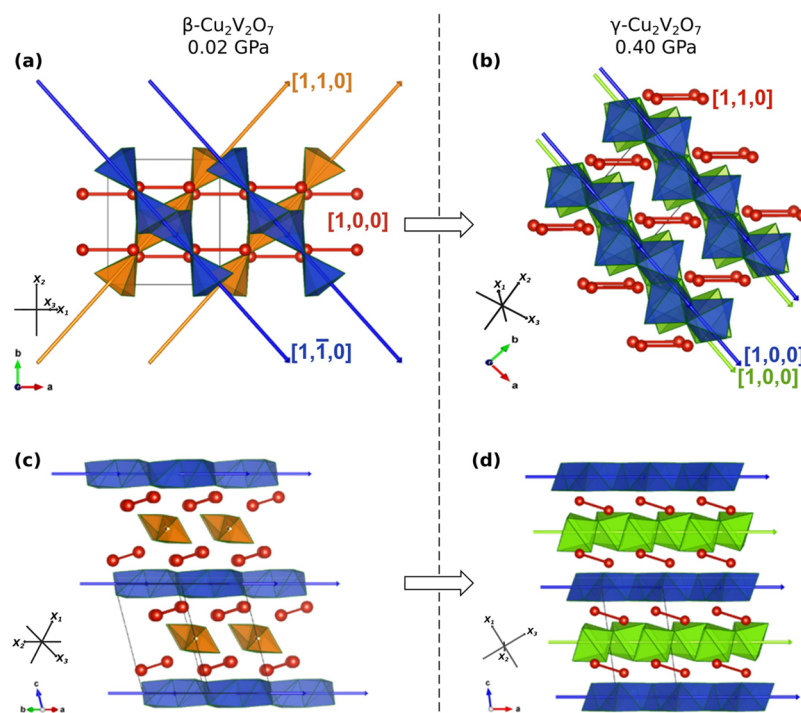 β-Cu₂V₂O₇
0.02 GPa
γ-Cu₂V₂O₇
0.40 GPa
(a)
[1,1,0]
[1,0,0]
[1,1̅,0]
X₂
X₃
X₁
b
a
(b)
[1,1,0]
X₁
X₂
X₃
b
a
[1,0,0]
[1,0,0]
(c)
X₁
X₂
X₃
c
b
a
(d)
X₁
X₃
X₂
c
a